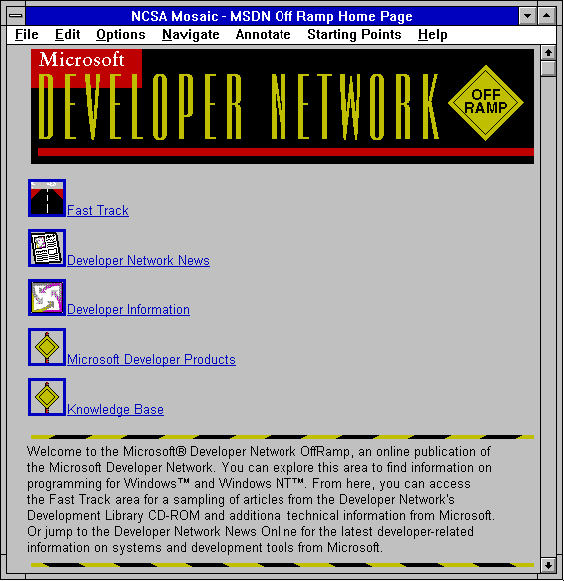 NCSA Mosaic - MSDN Off Ramp Home Page
File Edit Options Navigate Annotate Starting Points Help
Microsoft
DEVELOPER NETWORK
OFF
RAMP
Fast Track
Developer Network News
Developer Information
Microsoft Developer Products
Knowledge Base
Welcome to the Microsoft® Developer Network OffRamp, an online publication of
the Microsoft Developer Network. You can explore this area to find information on
programming for Windows™ and Windows NT™. From here, you can access
the Fast Track area for a sampling of articles from the Developer Network's
Development Library CD-ROM and additiona technical information from Microsoft.
Or jump to the Developer Network News Online for the latest developer-related
information on systems and development tools from Microsoft.